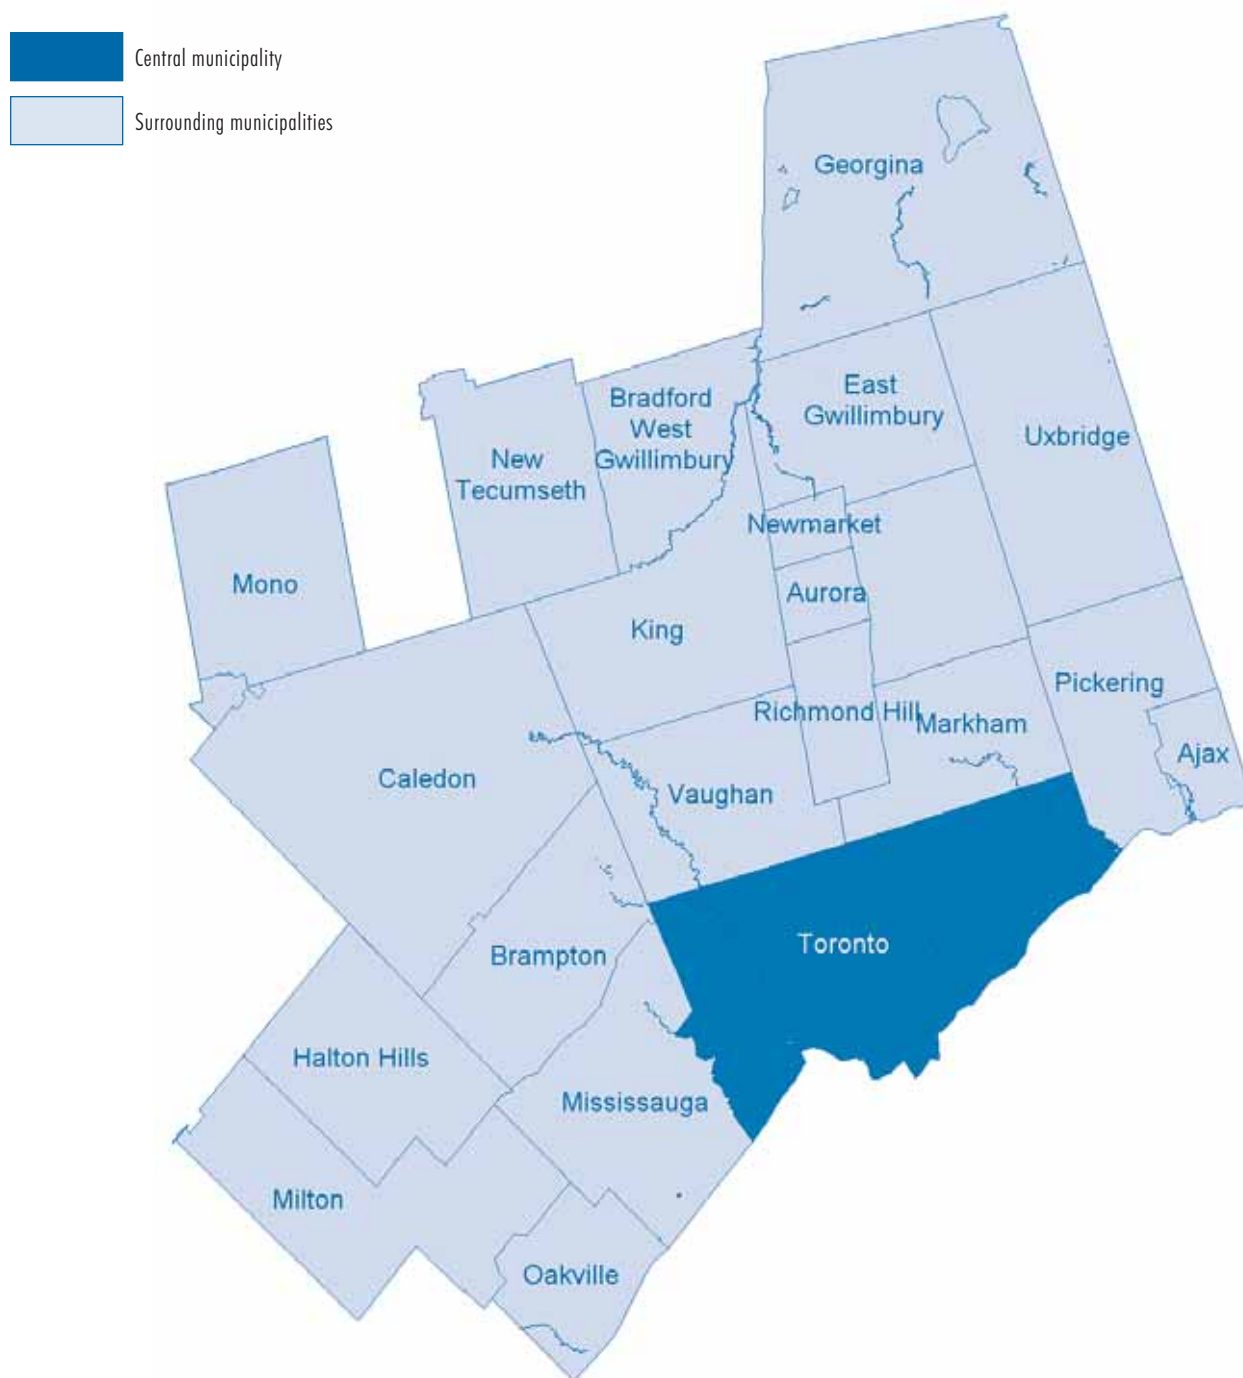 Central municipality
Surrounding municipalities
Georgina
East
Gwillimbury
Bradford
West
Gwillimbury
Uxbridge
New
Tecumseth
Newmarket
Mono
Aurora
King
Pickering
Richmond Hill
Markham
Ajax
Caledon
Vaughan
Toronto
Brampton
Halton Hills
Mississauga
Milton
Oakville